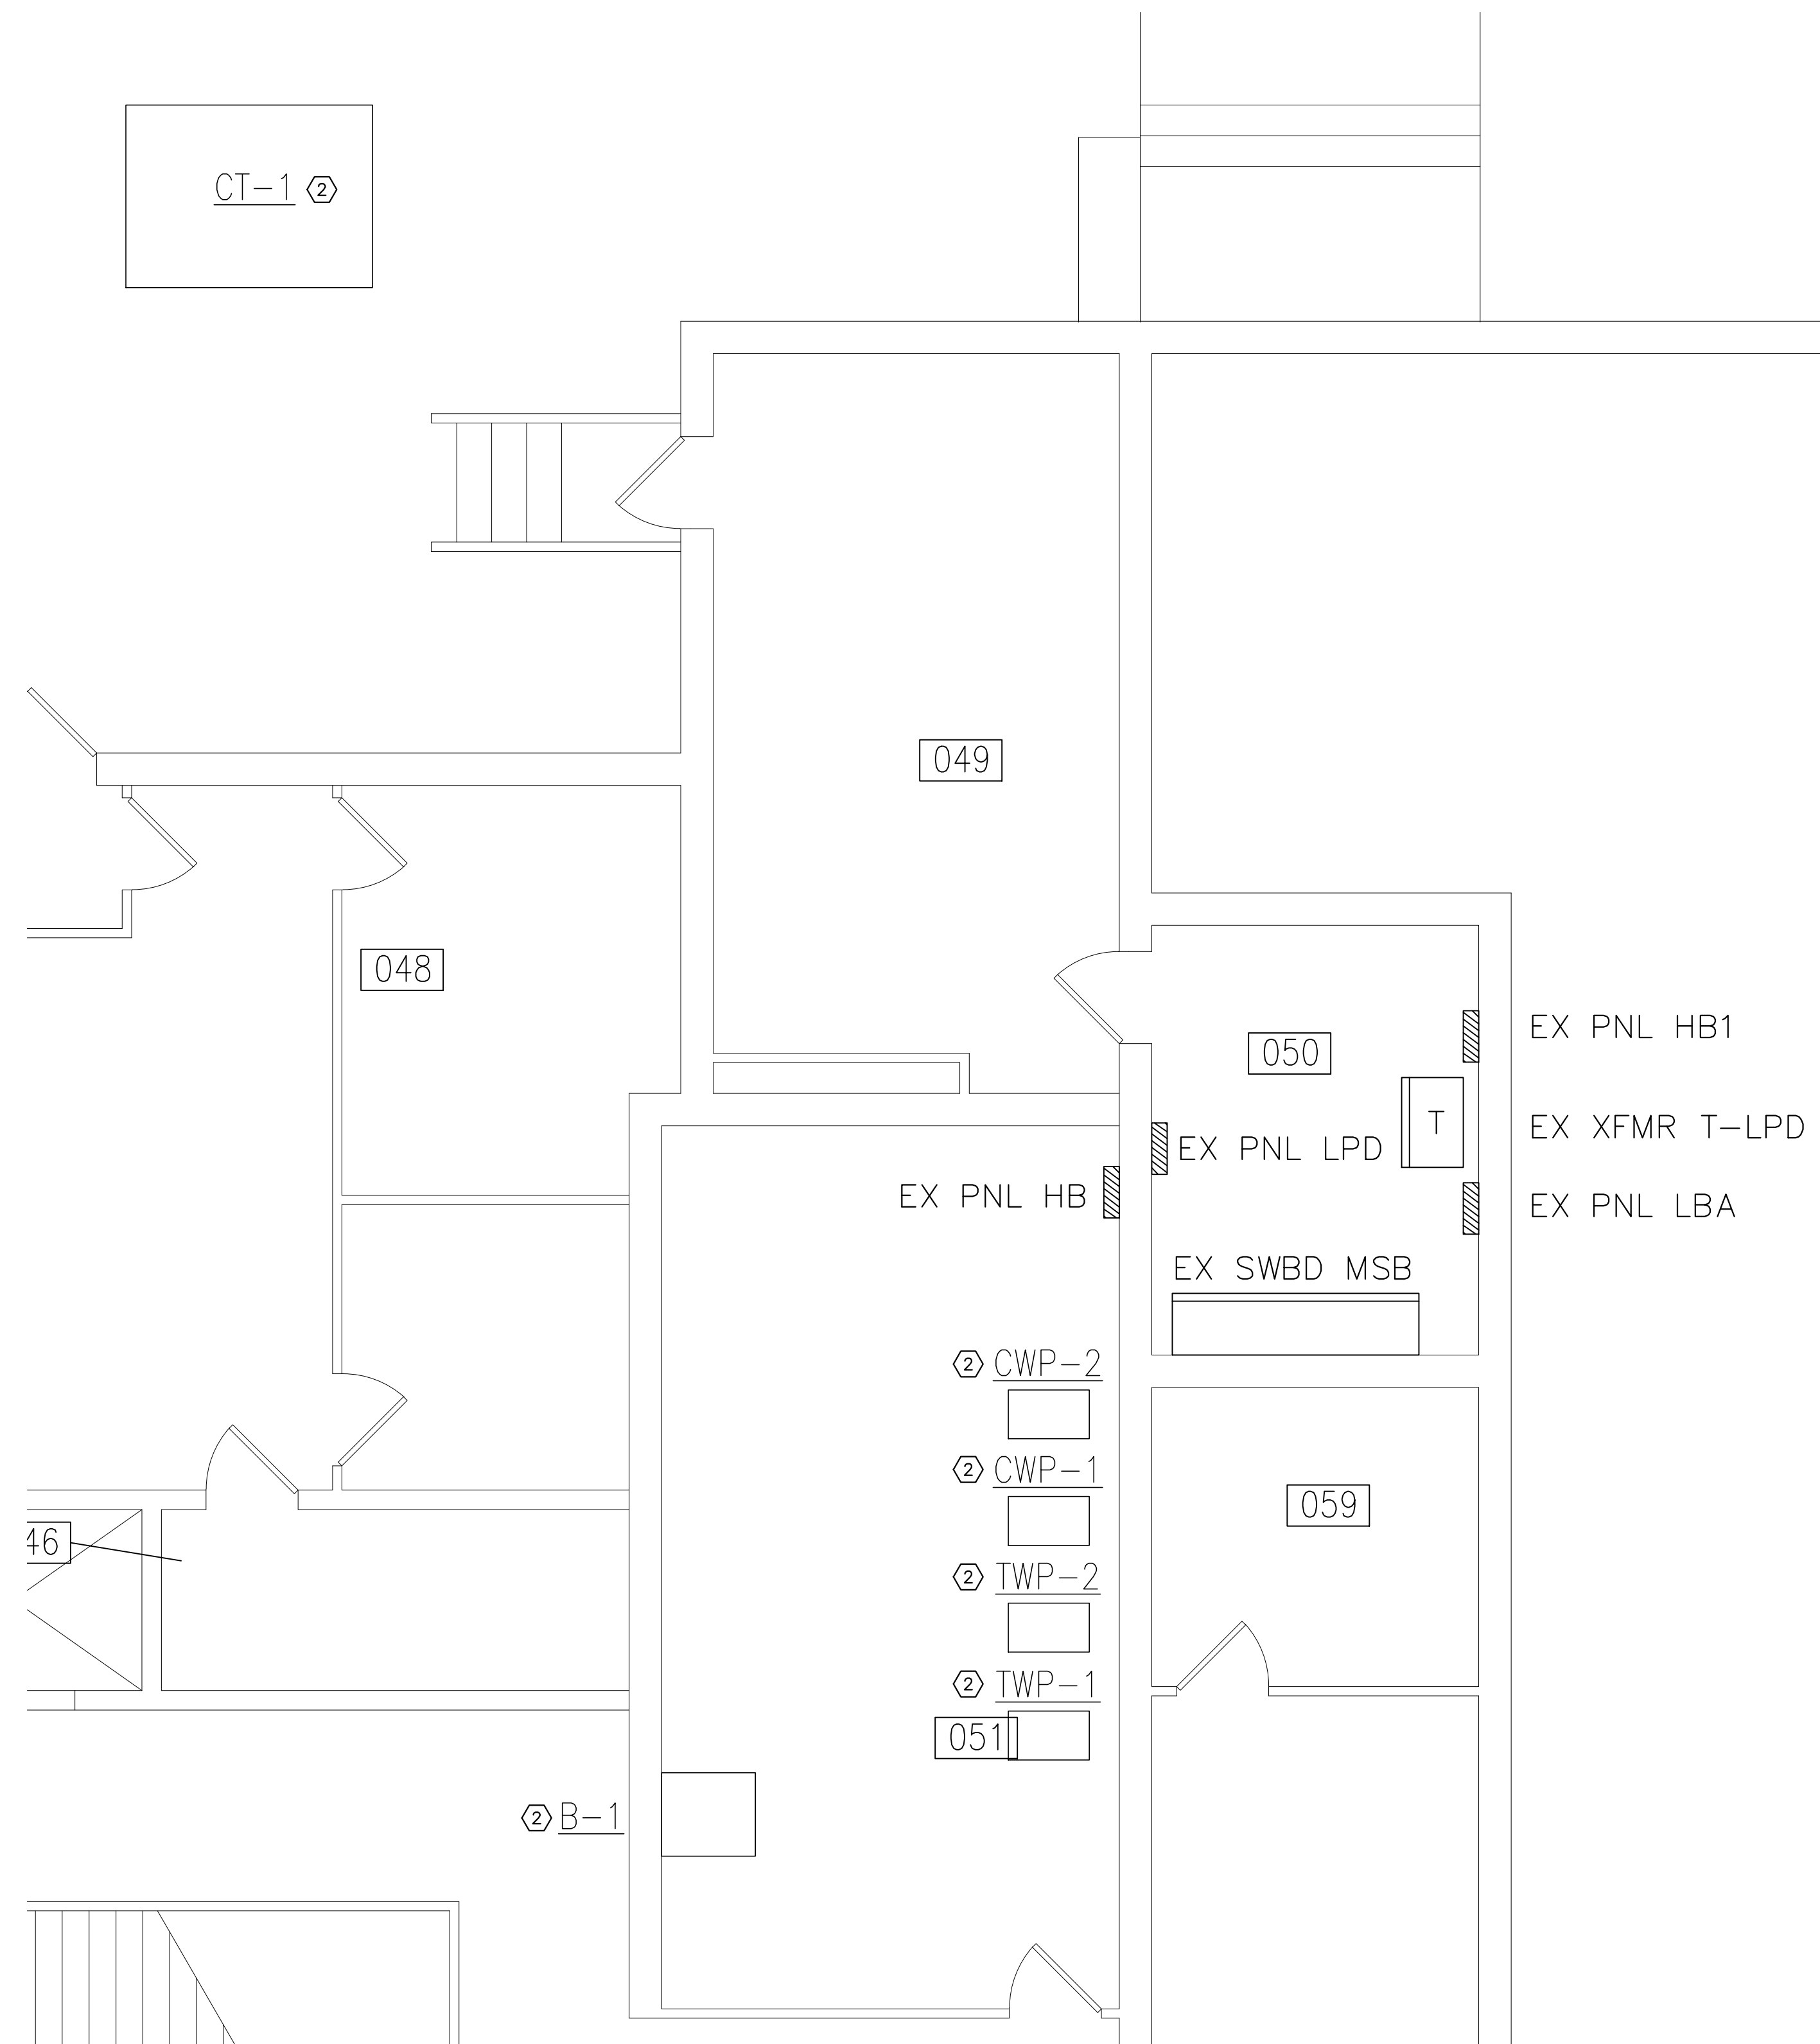 CT-1 2
049
048
EX PNL HB1
050
EX XFMR T-LPD
T
EX PNL LPD
EX PNL HB
EX PNL LBA
EX SWBD MSB
2 CWP-2
2 CWP-1
059
46
2 TWP-2
2 TWP-1
051
2 B-1